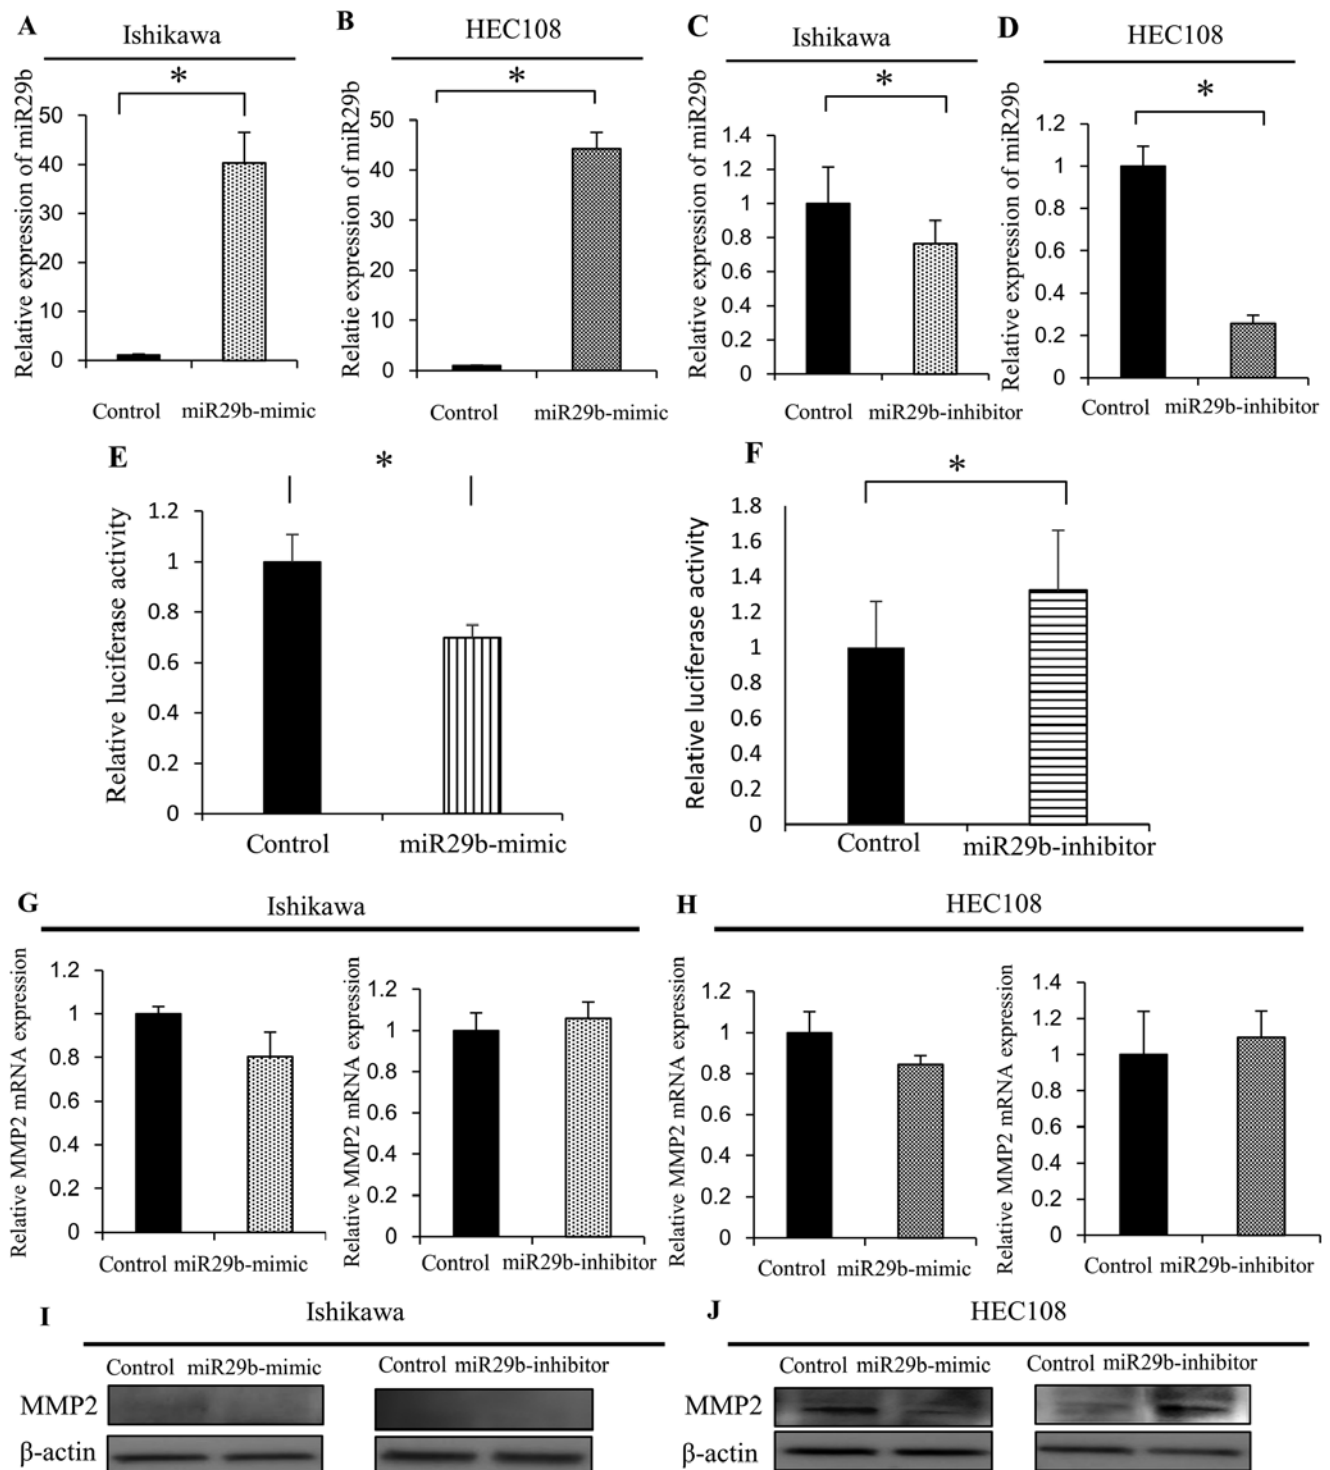 A
Ishikawa
*
Relative expression of miR29b
50
40
30
20
10
0
Control miR29b-mimic
B
HEC108
*
Relatie expression of miR29b
50
40
30
20
10
0
Control miR29b-mimic
C
Ishikawa
*
Relative expression of miR29b
1.4
1.2
1
0.8
0.6
0.4
0.2
0
Control miR29b-inhibitor
D
HEC108
*
Relative expression of miR29b
1.2
1
0.8
0.6
0.4
0.2
0
Control miR29b-inhibitor
E
*
Relative luciferase activity
1.2
1
0.8
0.6
0.4
0.2
0
Control miR29b-mimic
F
*
Relative luciferase activity
1.8
1.6
1.4
1.2
1
0.8
0.6
0.4
0.2
0
Control miR29b-inhibitor
G
Ishikawa
Relative MMP2 mRNA expression
1.2
1
0.8
0.6
0.4
0.2
0
Control miR29b-mimic
Relative MMP2 mRNA expression
1.2
1
0.8
0.6
0.4
0.2
0
Control miR29b-inhibitor
H
HEC108
Relative MMP2 mRNA expression
1.2
1
0.8
0.6
0.4
0.2
0
Control miR29b-mimic
Relative MMP2 mRNA expression
1.4
1.2
1
0.8
0.6
0.4
0.2
0
Control miR29b-inhibitor
I
Ishikawa
Control miR29b-mimic
Control miR29b-inhibitor
MMP2
β-actin
J
HEC108
Control miR29b-mimic
Control miR29b-inhibitor
MMP2
β-actin